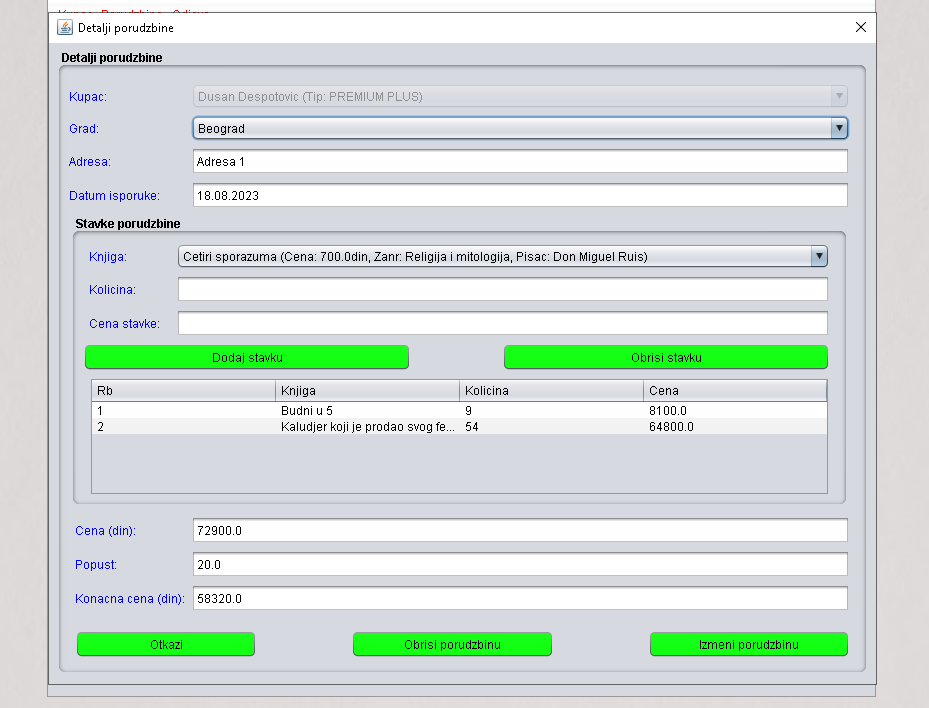 Kupac Porudzbina Odjava
Detalji porudzbine
Detalji porudzbine
Kupac: Dusan Despotovic (Tip: PREMIUM PLUS)
Grad: Beograd
Adresa: Adresa 1
Datum isporuke: 18.08.2023
Stavke porudzbine
Knjiga: Cetiri sporazuma (Cena: 700.0din, Zanr: Religija i mitologija, Pisac: Don Miguel Ruis)
Kolicina:
Cena stavke:
Dodaj stavku Obrisi stavku
Rb Knjiga Kolicina Cena
1 Budni u 5 9 8100.0
2 Kaludjer koji je prodao svog fe... 54 64800.0
Cena (din): 72900.0
Popust: 20.0
Konacna cena (din): 58320.0
Otkazi Obrisi porudzbinu Izmeni porudzbinu